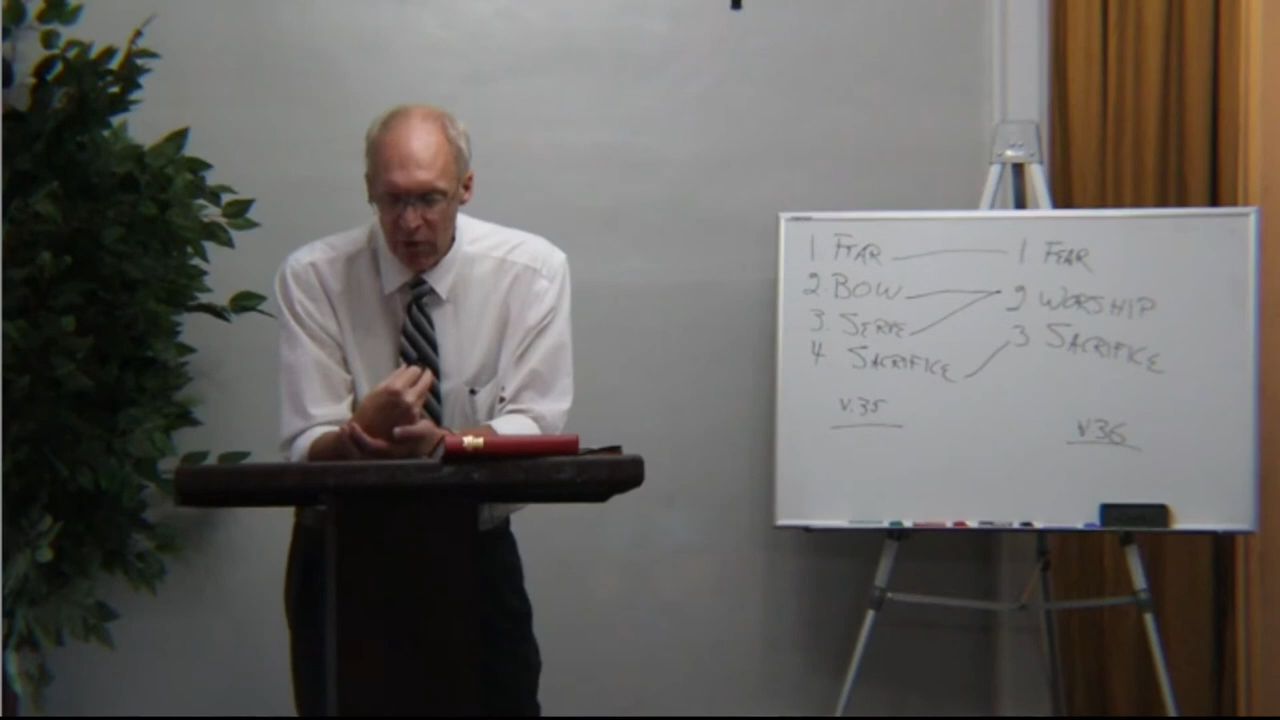 1 FEAR 1 FEAR
2. BOW 2 WORSHIP
3. SERVE 3 SACRIFICE
4 SACRIFICE
V.35
V36